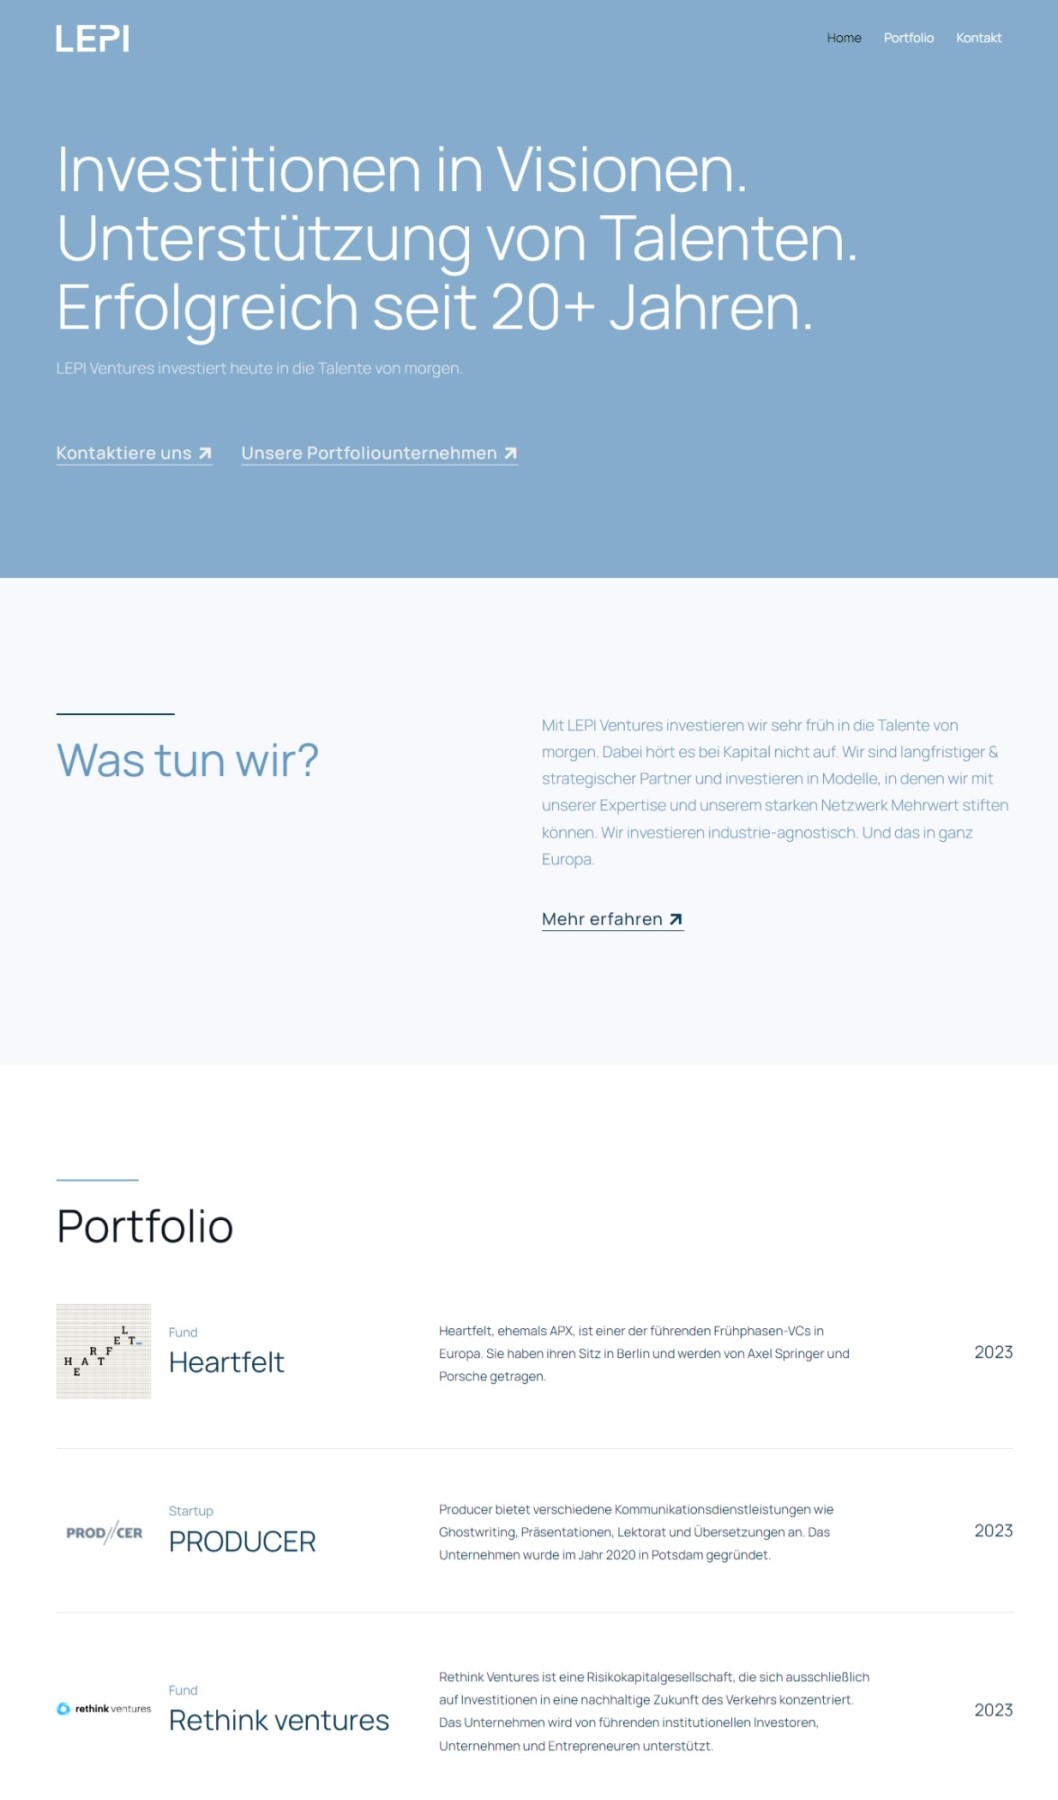 LEPI
Home Portfolio Kontakt
Investitionen in Visionen.
Unterstützung von Talenten.
Erfolgreich seit 20+ Jahren.
LEPI Ventures investiert heute in die Talente von morgen.
Kontaktiere uns Unsere Portfoliounternehmen
Was tun wir?
Mit LEPI Ventures investieren wir sehr früh in die Talente von
morgen. Dabei hört es bei Kapital nicht auf. Wir sind langfristiger &
strategischer Partner und investieren in Modelle, in denen wir mit
unserer Expertise und unserem starken Netzwerk Mehrwert stiften
können. Wir investieren industrie-agnostisch. Und das in ganz
Europa.
Mehr erfahren
Portfolio
HEARTFELT_
Fund
Heartfelt
Heartfelt, ehemals APX, ist einer der führenden Frühphasen-VCs in
Europa. Sie haben ihren Sitz in Berlin und werden von Axel Springer und
Porsche getragen.
2023
PROD//CER
Startup
PRODUCER
Producer bietet verschiedene Kommunikationsdienstleistungen wie
Ghostwriting, Präsentationen, Lektorat und Übersetzungen an. Das
Unternehmen wurde im Jahr 2020 in Potsdam gegründet.
2023
rethink ventures
Fund
Rethink ventures
Rethink Ventures ist eine Risikokapitalgesellschaft, die sich ausschließlich
auf Investitionen in eine nachhaltige Zukunft des Verkehrs konzentriert.
Das Unternehmen wird von führenden institutionellen Investoren,
Unternehmen und Entrepreneuren unterstützt.
2023